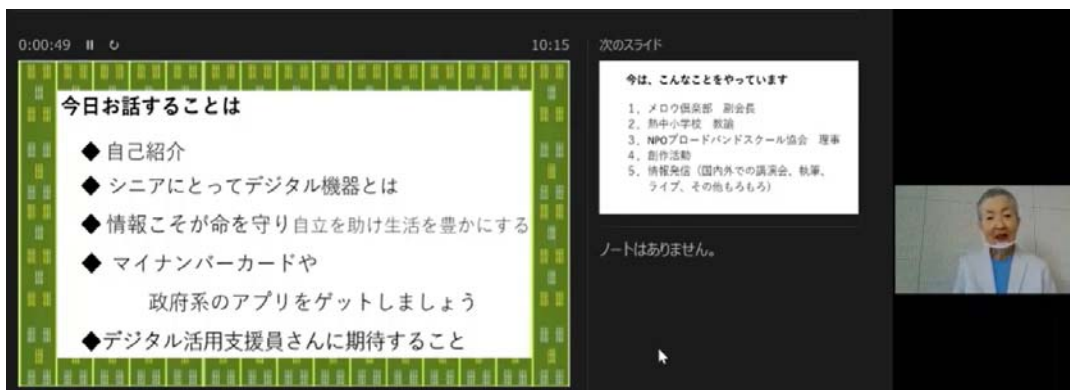 0:00:49
10:15
今日お話することは
◆ 自己紹介
◆ シニアにとってデジタル機器とは
◆ 情報こそが命を守り自立を助け生活を豊かにする
◆ マイナンバーカードや
政府系のアプリをゲットしましょう
◆デジタル活用支援員さんに期待すること
次のスライド
今は、こんなことをやっています
1，メロウ倶楽部　副会長
2，熱中小学校　教諭
3，NPOブロードバンドスクール協会　理事
4，創作活動
5，情報発信（国内外での講演会、執筆、
ライブ、その他もろもろ）
ノートはありません。